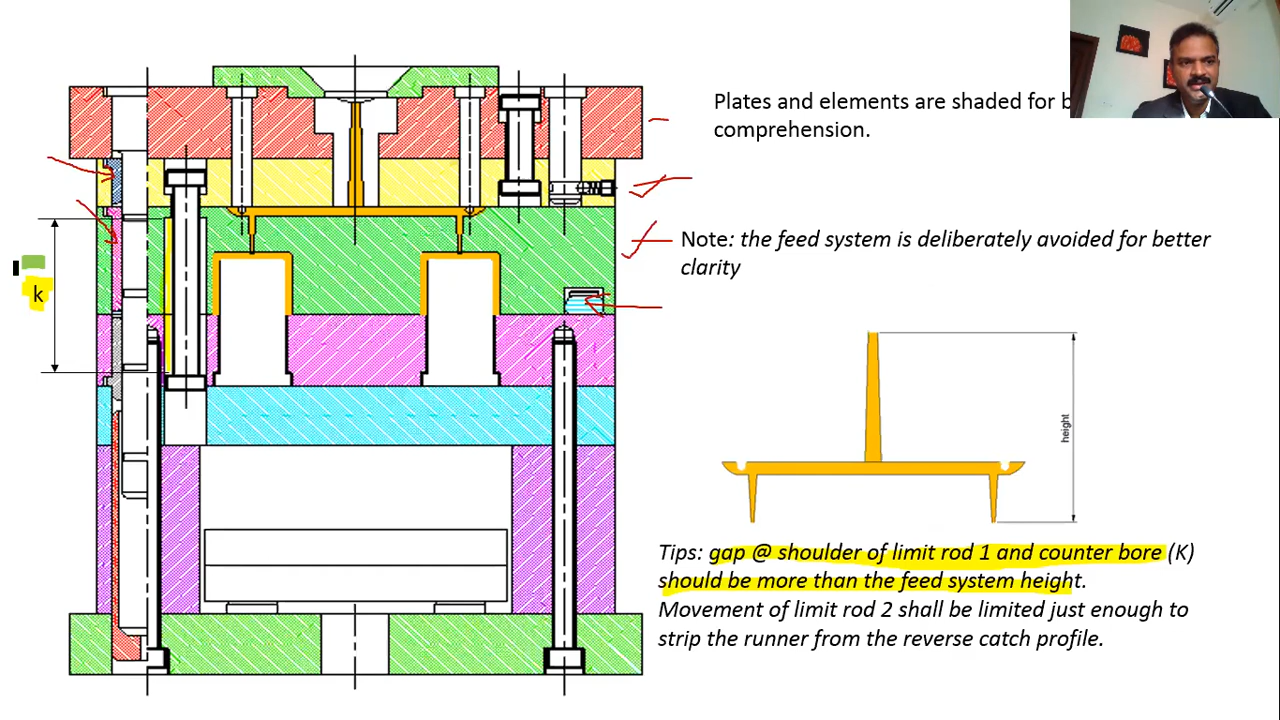 Plates and elements are shaded for b
comprehension.
Note: the feed system is deliberately avoided for better
clarity
k
height
Tips: gap @ shoulder of limit rod 1 and counter bore (K)
should be more than the feed system height.
Movement of limit rod 2 shall be limited just enough to
strip the runner from the reverse catch profile.